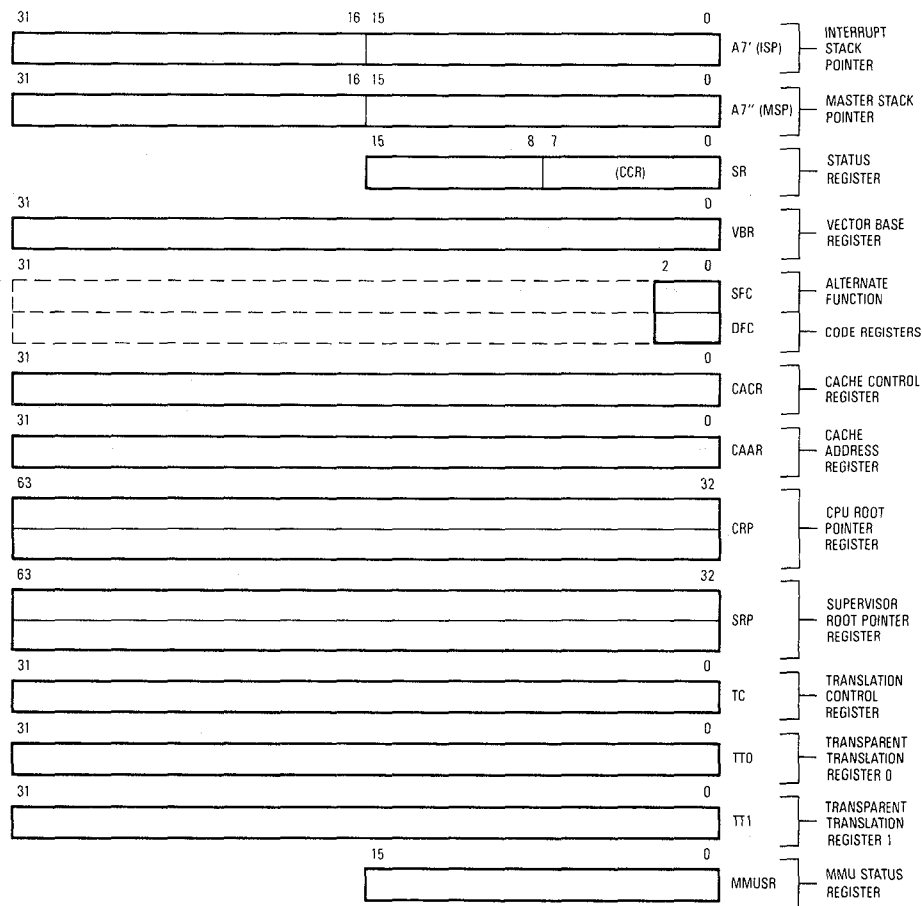 31 16 15 0
A7' (ISP)
INTERRUPT
STACK
POINTER
31 16 15 0
A7'' (MSP)
MASTER STACK
POINTER
15 8 7 0
(CCR)
SR
STATUS
REGISTER
31 0
VBR
VECTOR BASE
REGISTER
31 2 0
SFC
ALTERNATE
FUNCTION
DFC
CODE REGISTERS
31 0
CACR
CACHE CONTROL
REGISTER
31 0
CAAR
CACHE
ADDRESS
REGISTER
63 32
CRP
CPU ROOT
POINTER
REGISTER
63 32
SRP
SUPERVISOR
ROOT POINTER
REGISTER
31 0
TC
TRANSLATION
CONTROL
REGISTER
31 0
TT0
TRANSPARENT
TRANSLATION
REGISTER 0
31 0
TT1
TRANSPARENT
TRANSLATION
REGISTER 1
15 0
MMUSR
MMU STATUS
REGISTER